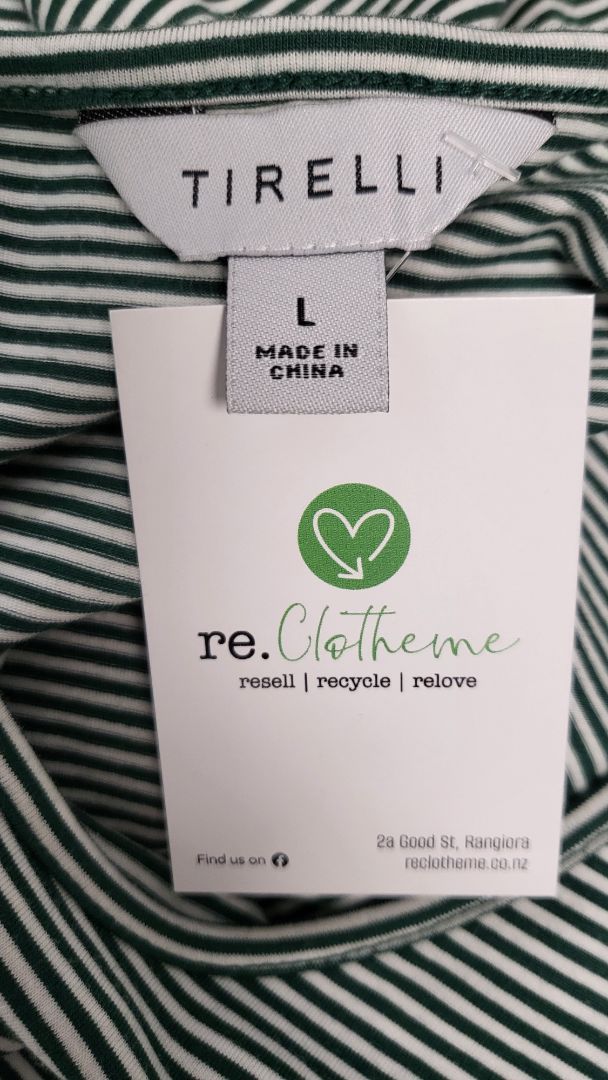 TIRELLI
L
MADE IN
CHINA
re.Clotheme
resell | recycle | relove
2a Good St, Rangiora
Find us on
reclotheme.co.nz